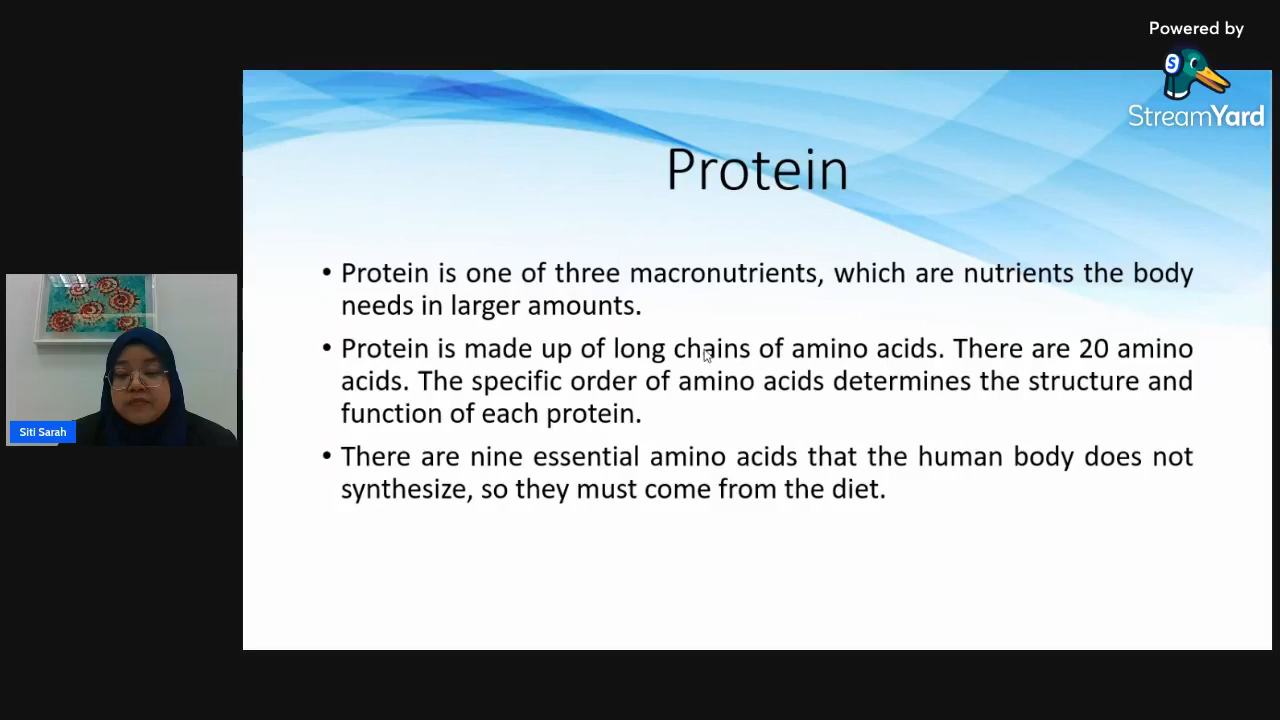 Powered by
StreamYard
Protein
• Protein is one of three macronutrients, which are nutrients the body
needs in larger amounts.
• Protein is made up of long chains of amino acids. There are 20 amino
acids. The specific order of amino acids determines the structure and
function of each protein.
• There are nine essential amino acids that the human body does not
synthesize, so they must come from the diet.
Siti Sarah